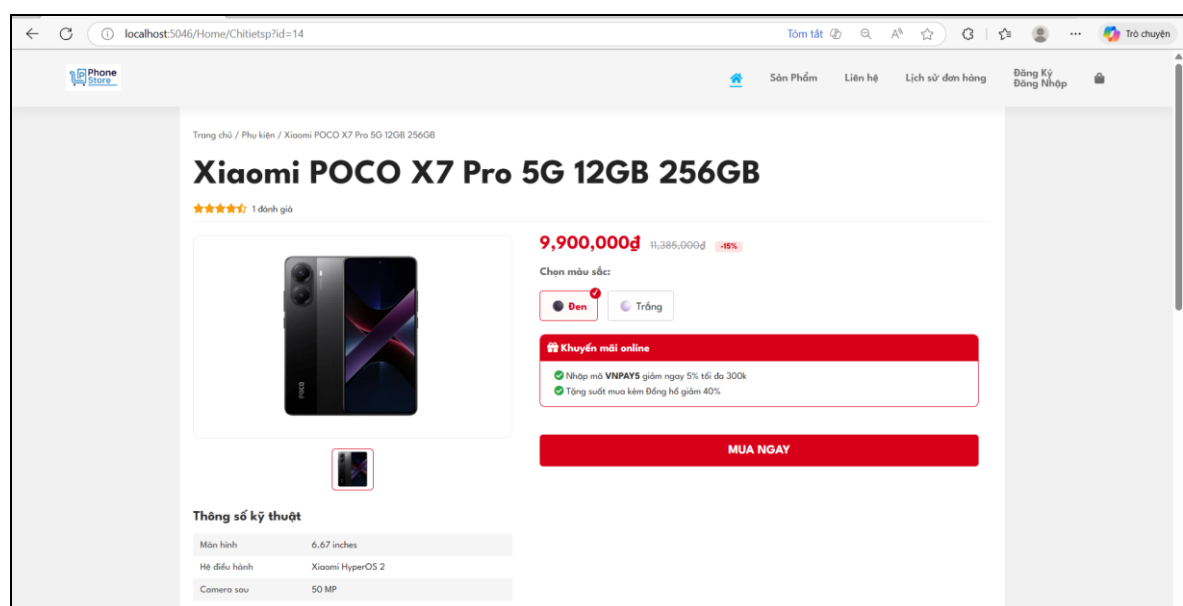 localhost:5046/Home/Chitietsp?id=14
Tóm tắt
Trò chuyện
Phone
Store
Sản Phẩm
Liên hệ
Lịch sử đơn hàng
Đăng Ký
Đăng Nhập
Trang chủ / Phụ kiện / Xiaomi POCO X7 Pro 5G 12GB 256GB
Xiaomi POCO X7 Pro 5G 12GB 256GB
1 đánh giá
9,900,000₫ 11,385,000₫ -15%
Chọn màu sắc:
Đen
Trắng
Khuyến mãi online
Nhập mã VNPAY5 giảm ngay 5% tối đa 300k
Tặng suất mua kèm Đồng hồ giảm 40%
POCO
MUA NGAY
Thông số kỹ thuật
Màn hình 6.67 inches
Hệ điều hành Xiaomi HyperOS 2
Camera sau 50 MP